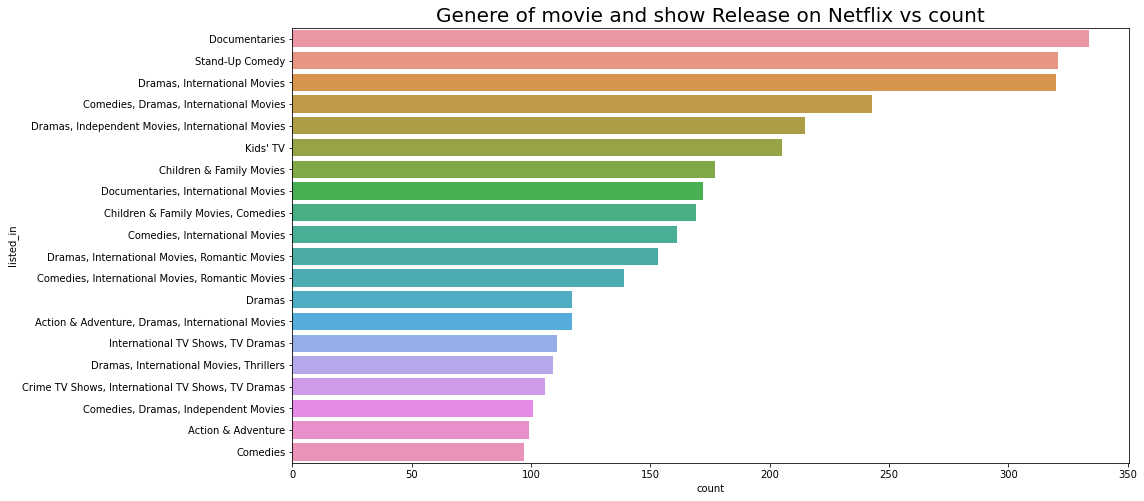 Genere of movie and show Release on Netflix vs count
listed_in
Documentaries
Stand-Up Comedy
Dramas, International Movies
Comedies, Dramas, International Movies
Dramas, Independent Movies, International Movies
Kids' TV
Children & Family Movies
Documentaries, International Movies
Children & Family Movies, Comedies
Comedies, International Movies
Dramas, International Movies, Romantic Movies
Comedies, International Movies, Romantic Movies
Dramas
Action & Adventure, Dramas, International Movies
International TV Shows, TV Dramas
Dramas, International Movies, Thrillers
Crime TV Shows, International TV Shows, TV Dramas
Comedies, Dramas, Independent Movies
Action & Adventure
Comedies
0 50 100 150 200 250 300 350
count